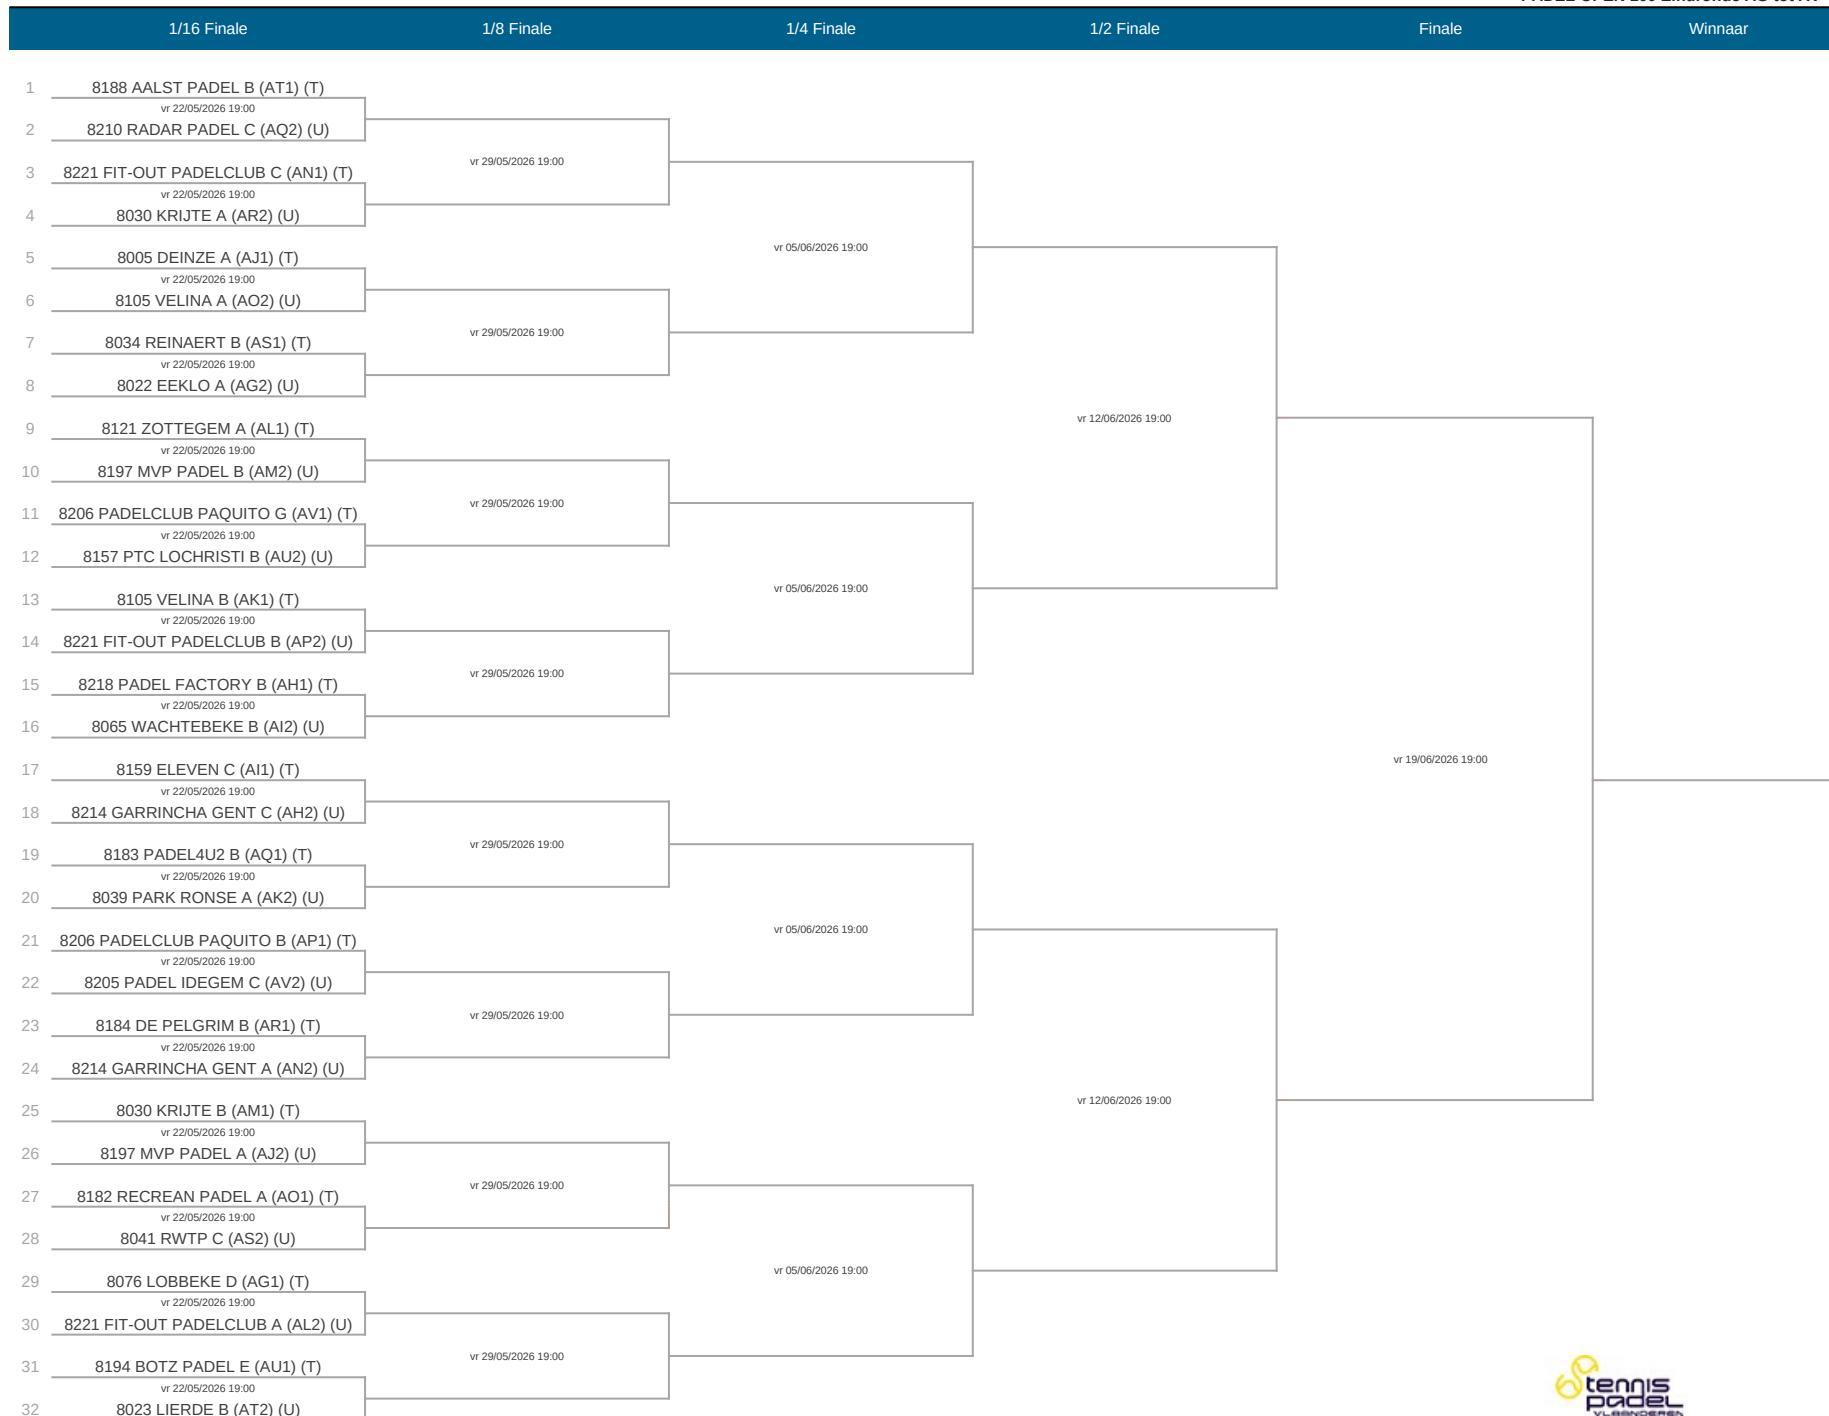 1/16 Finale 1/8 Finale 1/4 Finale 1/2 Finale Finale Winnaar
1 8188 AALST PADEL B (AT1) (T)
vr 22/05/2026 19:00
2 8210 RADAR PADEL C (AQ2) (U)
vr 29/05/2026 19:00
3 8221 FIT-OUT PADELCLUB C (AN1) (T)
vr 22/05/2026 19:00
4 8030 KRIJTE A (AR2) (U)
vr 05/06/2026 19:00
5 8005 DEINZE A (AJ1) (T)
vr 22/05/2026 19:00
6 8105 VELINA A (AO2) (U)
vr 29/05/2026 19:00
7 8034 REINAERT B (AS1) (T)
vr 22/05/2026 19:00
8 8022 EEKLO A (AG2) (U)
vr 12/06/2026 19:00
9 8121 ZOTTEGEM A (AL1) (T)
vr 22/05/2026 19:00
10 8197 MVP PADEL B (AM2) (U)
vr 29/05/2026 19:00
11 8206 PADELCLUB PAQUITO G (AV1) (T)
vr 22/05/2026 19:00
12 8157 PTC LOCHRISTI B (AU2) (U)
vr 05/06/2026 19:00
13 8105 VELINA B (AK1) (T)
vr 22/05/2026 19:00
14 8221 FIT-OUT PADELCLUB B (AP2) (U)
vr 29/05/2026 19:00
15 8218 PADEL FACTORY B (AH1) (T)
vr 22/05/2026 19:00
16 8065 WACHTEBEKE B (AI2) (U)
vr 19/06/2026 19:00
17 8159 ELEVEN C (AI1) (T)
vr 22/05/2026 19:00
18 8214 GARRINCHA GENT C (AH2) (U)
vr 29/05/2026 19:00
19 8183 PADEL4U2 B (AQ1) (T)
vr 22/05/2026 19:00
20 8039 PARK RONSE A (AK2) (U)
vr 05/06/2026 19:00
21 8206 PADELCLUB PAQUITO B (AP1) (T)
vr 22/05/2026 19:00
22 8205 PADEL IDEGEM C (AV2) (U)
vr 29/05/2026 19:00
23 8184 DE PELGRIM B (AR1) (T)
vr 22/05/2026 19:00
24 8214 GARRINCHA GENT A (AN2) (U)
vr 12/06/2026 19:00
25 8030 KRIJTE B (AM1) (T)
vr 22/05/2026 19:00
26 8197 MVP PADEL A (AJ2) (U)
vr 29/05/2026 19:00
27 8182 RECREAN PADEL A (AO1) (T)
vr 22/05/2026 19:00
28 8041 RWTP C (AS2) (U)
vr 05/06/2026 19:00
29 8076 LOBBEKE D (AG1) (T)
vr 22/05/2026 19:00
30 8221 FIT-OUT PADELCLUB A (AL2) (U)
vr 29/05/2026 19:00
31 8194 BOTZ PADEL E (AU1) (T)
vr 22/05/2026 19:00
32 8023 LIERDE B (AT2) (U)
tennis
padel
VLAANDEREN